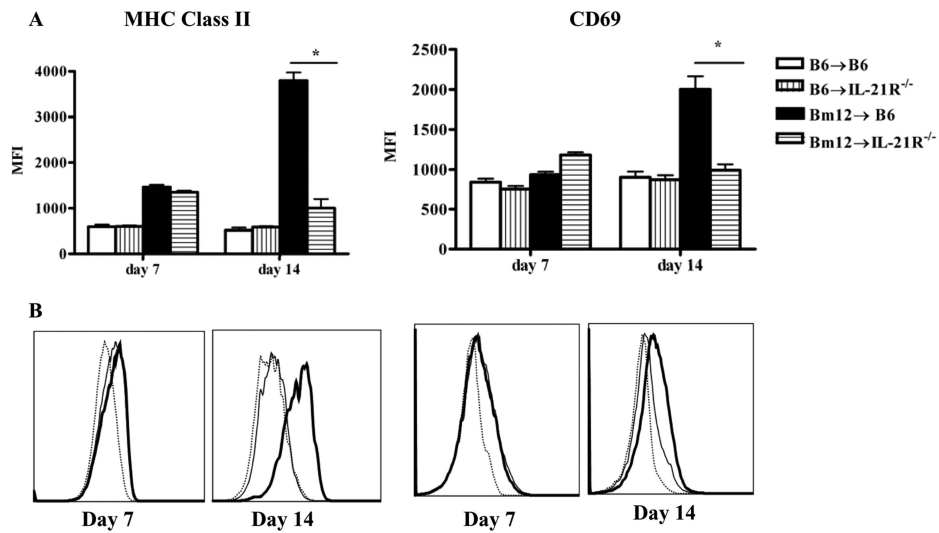 A
MHC Class II
CD69
MFI
4000
3000
2000
1000
0
day 7
day 14
*
MFI
2500
2000
1500
1000
500
0
day 7
day 14
*
B6→B6
B6→IL-21R-/-
Bm12→ B6
Bm12→IL-21R-/-
B
Day 7
Day 14
Day 7
Day 14